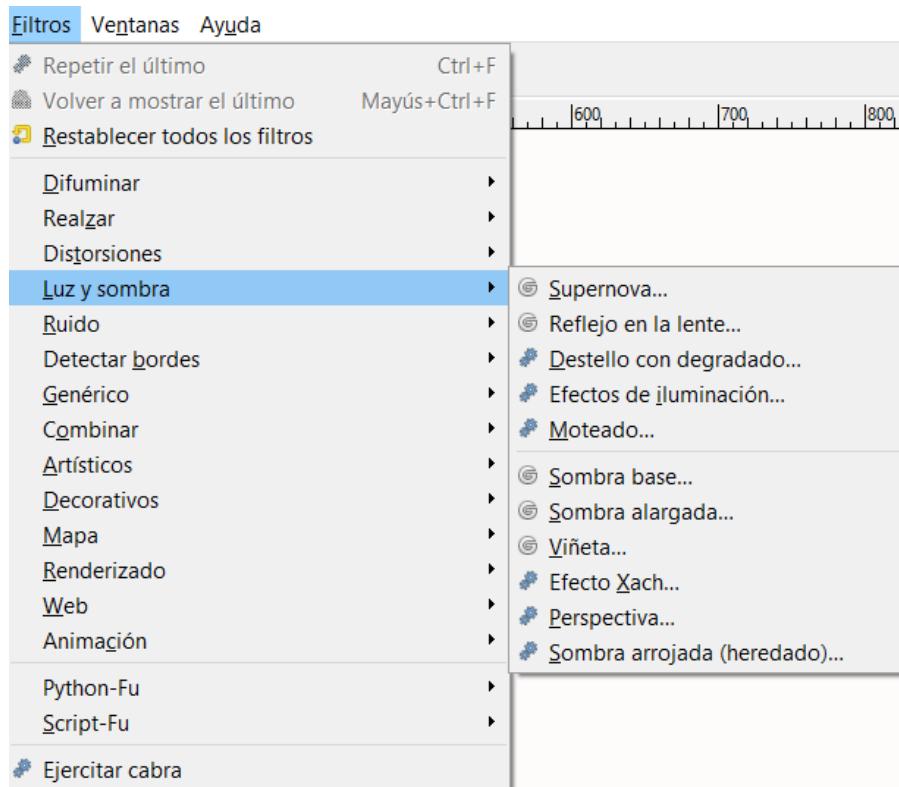 Filtros Ventanas Ayuda
Repetir el último Ctrl+F
Volver a mostrar el último Mayús+Ctrl+F
Restablecer todos los filtros
600 700 800
Difuminar
Realzar
Distorsiones
Luz y sombra
Ruido
Detectar bordes
Genérico
Combinar
Artísticos
Decorativos
Mapa
Renderizado
Web
Animación
Python-Fu
Script-Fu
Ejercitar cabra
Supernova...
Reflejo en la lente...
Destello con degradado...
Efectos de iluminación...
Moteado...
Sombra base...
Sombra alargada...
Viñeta...
Efecto Xach...
Perspectiva...
Sombra arrojada (heredado)...